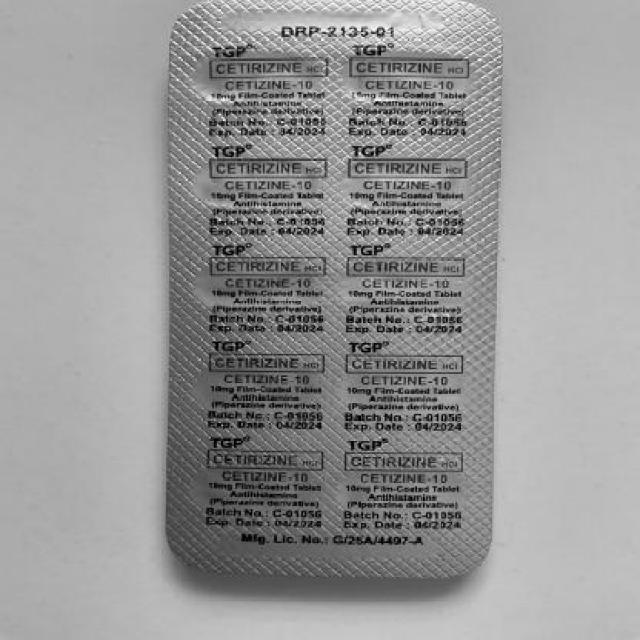 DRP-2135-01
TGP® TGP®
CETIRIZINE HCl CETIRIZINE HCl
CETIZINE-10 CETIZINE-10
10mg Film-Coated Tablet 10mg Film-Coated Tablet
Antihistamine Antihistamine
(Piperazine derivative) (Piperazine derivative)
Batch No.: C-01056 Batch No.: C-01056
Exp. Date : 04/2024 Exp. Date : 04/2024
TGP® TGP®
CETIRIZINE HCl CETIRIZINE HCl
CETIZINE-10 CETIZINE-10
10mg Film-Coated Tablet 10mg Film-Coated Tablet
Antihistamine Antihistamine
(Piperazine derivative) (Piperazine derivative)
Batch No.: C-01056 Batch No.: C-01056
Exp. Date : 04/2024 Exp. Date : 04/2024
TGP® TGP®
CETIRIZINE HCl CETIRIZINE HCl
CETIZINE-10 CETIZINE-10
10mg Film-Coated Tablet 10mg Film-Coated Tablet
Antihistamine Antihistamine
(Piperazine derivative) (Piperazine derivative)
Batch No.: C-01056 Batch No.: C-01056
Exp. Date : 04/2024 Exp. Date : 04/2024
TGP® TGP®
CETIRIZINE HCl CETIRIZINE HCl
CETIZINE-10 CETIZINE-10
10mg Film-Coated Tablet 10mg Film-Coated Tablet
Antihistamine Antihistamine
(Piperazine derivative) (Piperazine derivative)
Batch No.: C-01056 Batch No.: C-01056
Exp. Date : 04/2024 Exp. Date : 04/2024
TGP® TGP®
CETIRIZINE HCl CETIRIZINE HCl
CETIZINE-10 CETIZINE-10
10mg Film-Coated Tablet 10mg Film-Coated Tablet
Antihistamine Antihistamine
(Piperazine derivative) (Piperazine derivative)
Batch No.: C-01056 Batch No.: C-01056
Exp. Date : 04/2024 Exp. Date : 04/2024
Mfg. Lic. No.: G/25A/4497-A